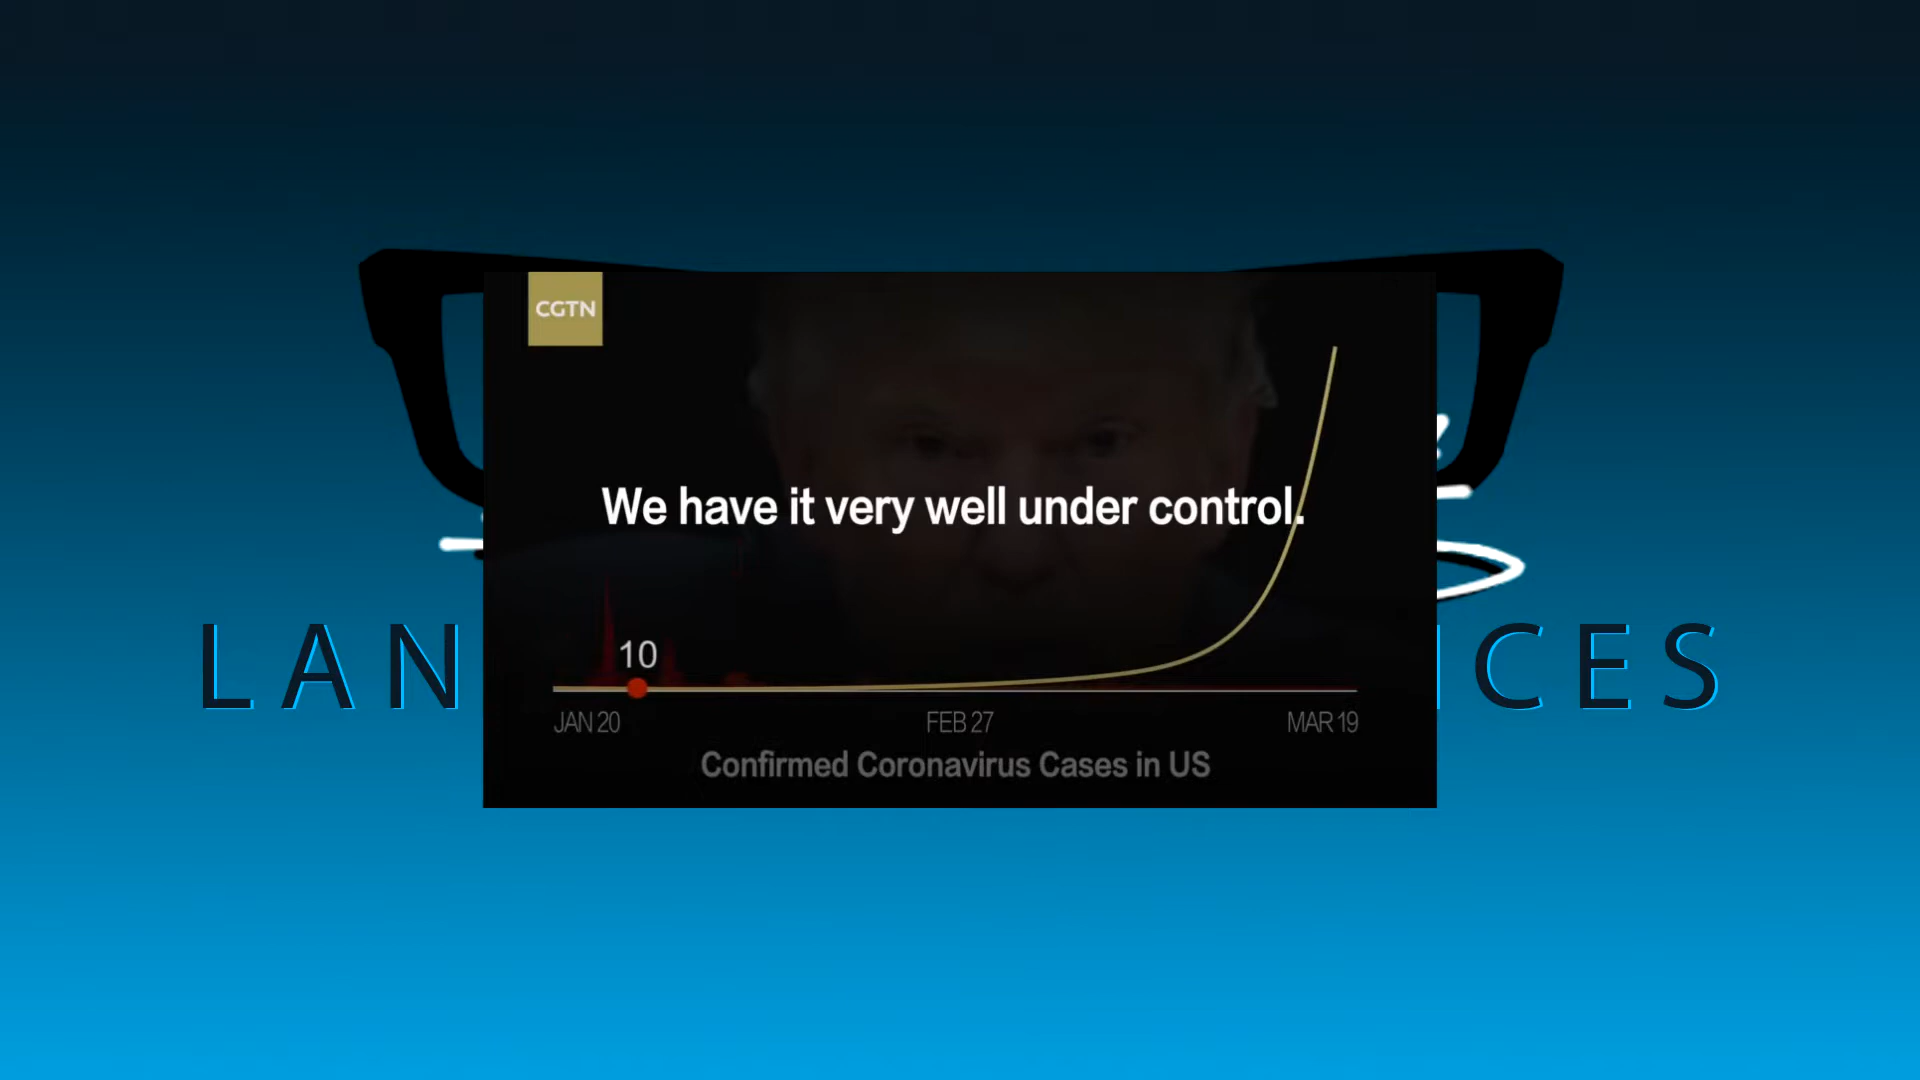 CGTN
We have it very well under control.
LAN CES
10
JAN 20 FEB 27 MAR 19
Confirmed Coronavirus Cases in US